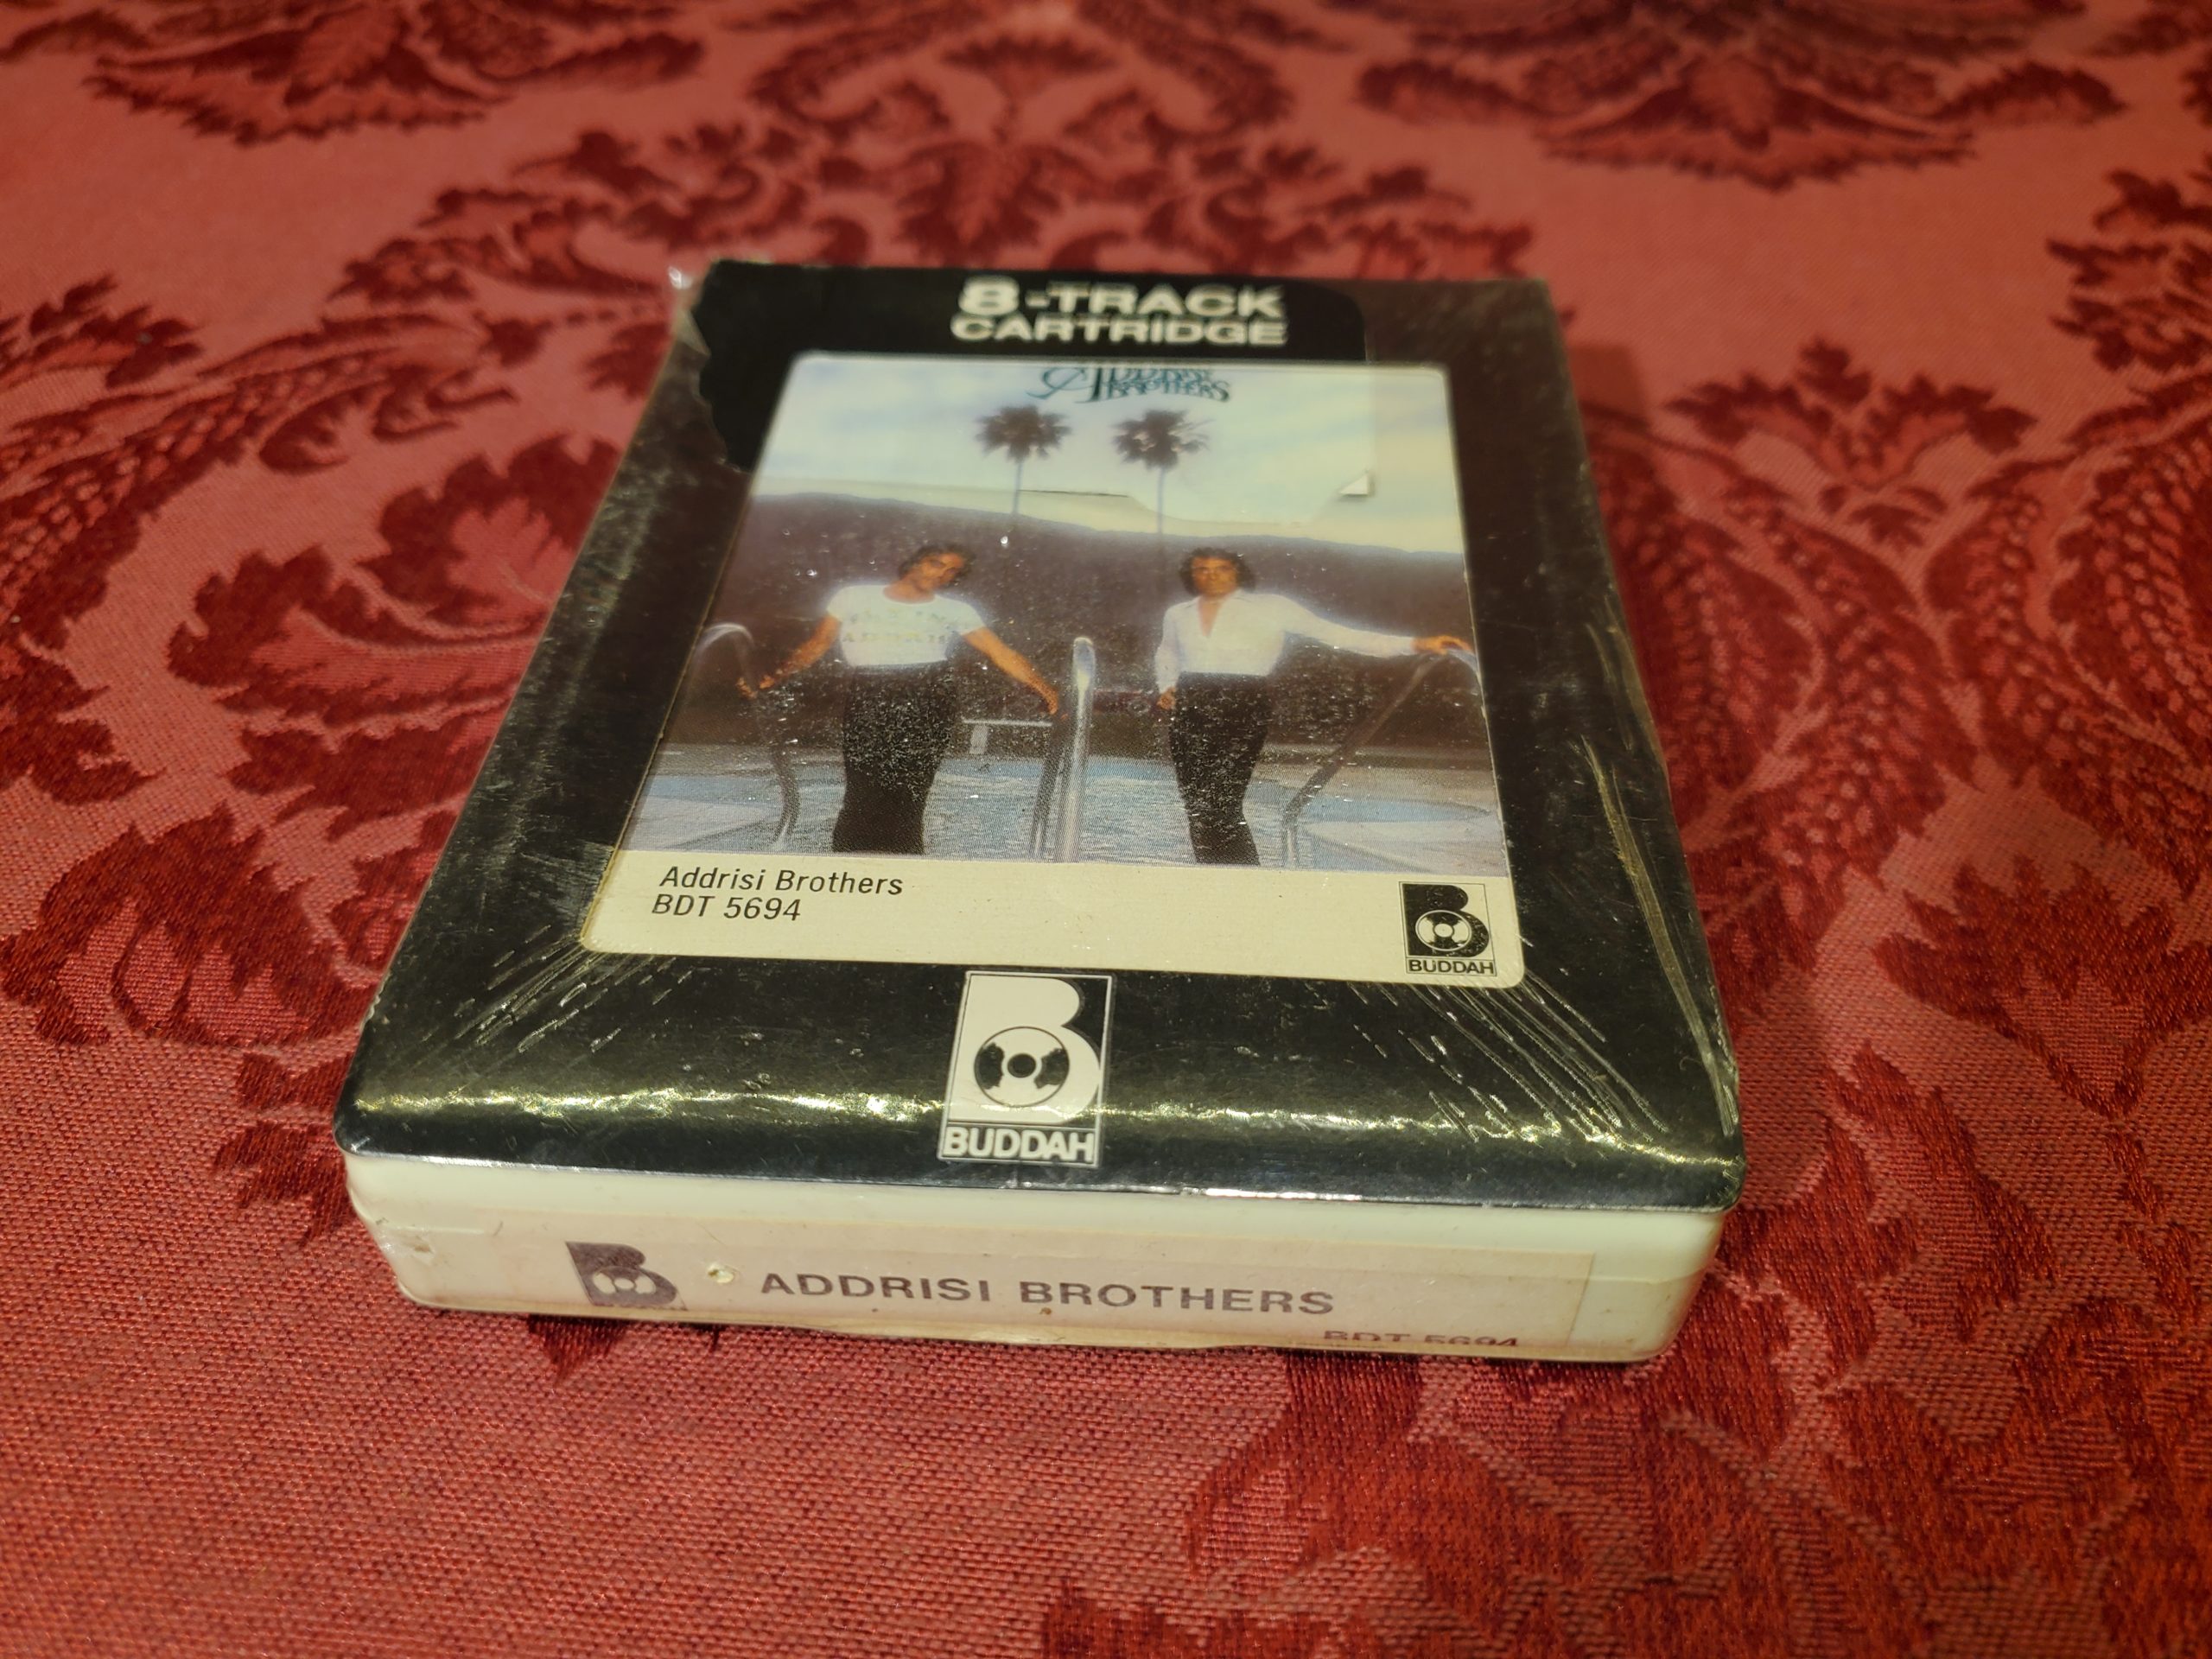 8-TRACK
CARTRIDGE
ADDRISI
BROTHERS
Addrisi Brothers
BDT 5694
BUDDAH
BUDDAH
ADDRISI BROTHERS
BDT 5694